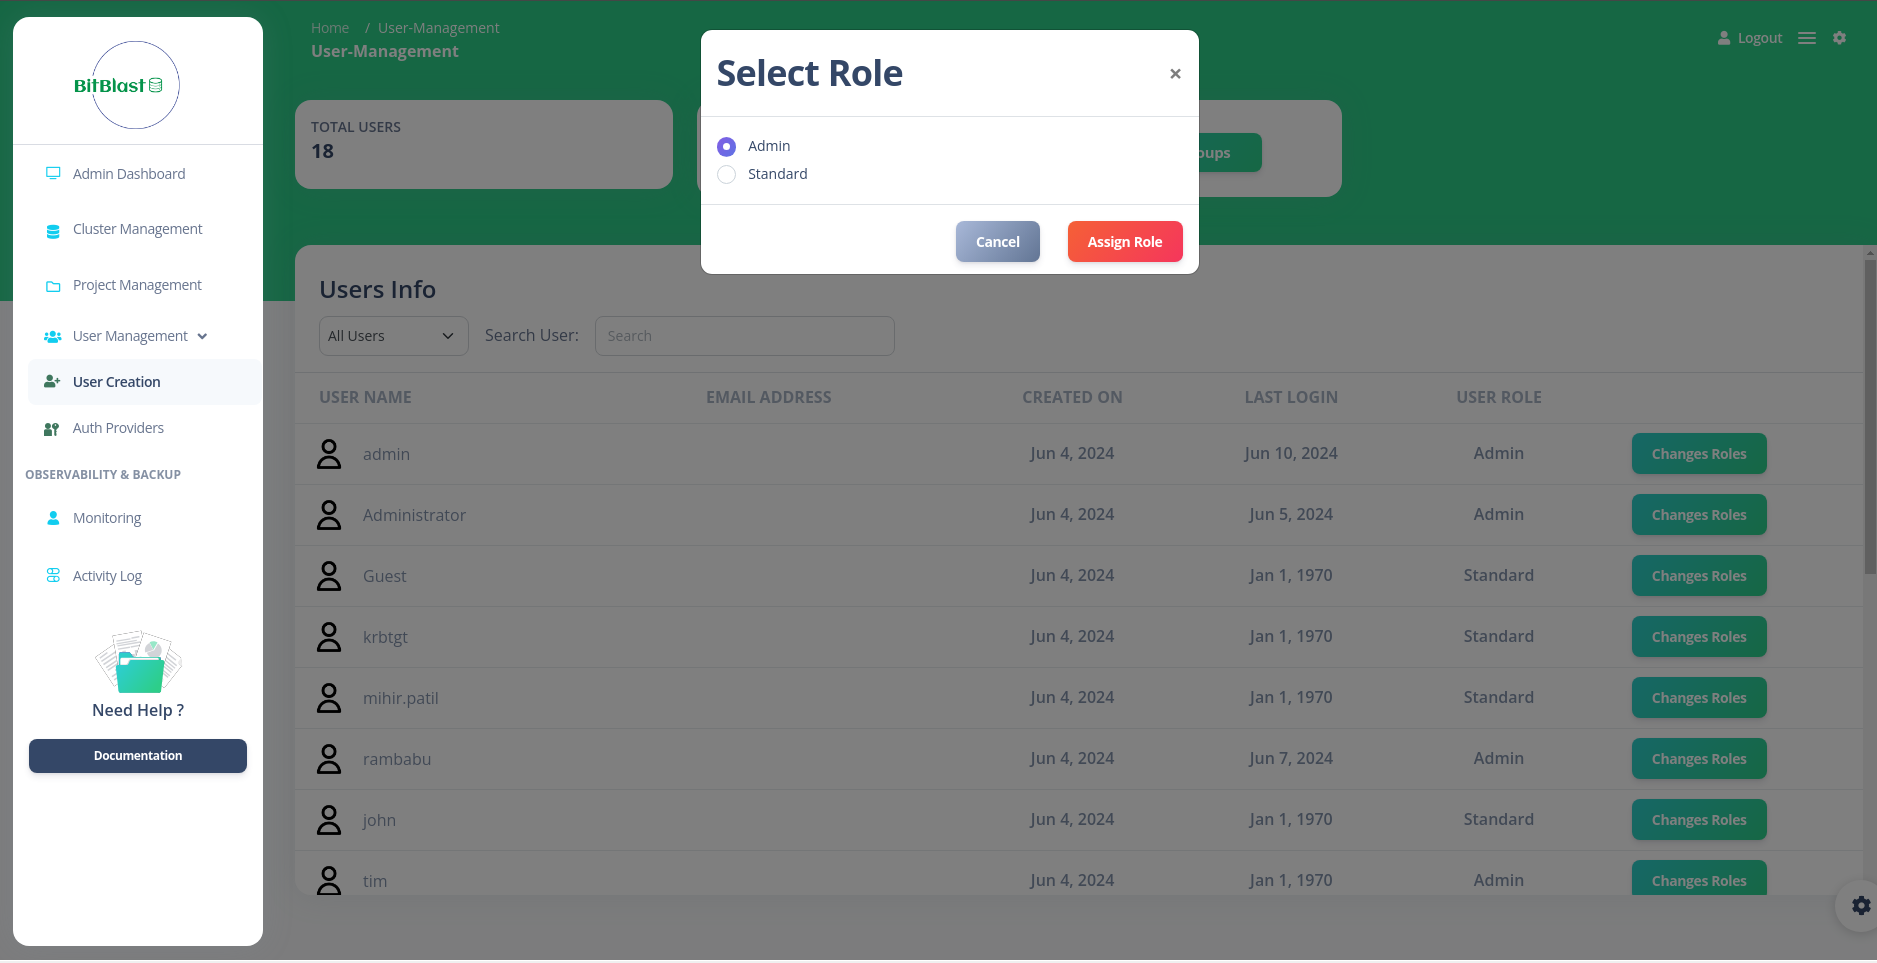 BitBlast
Admin Dashboard
Cluster Management
Project Management
User Management
User Creation
Auth Providers
OBSERVABILITY & BACKUP
Monitoring
Activity Log
Need Help ?
Documentation
Home / User-Management
User-Management
Logout
TOTAL USERS
18
Select Role
×
Admin
Standard
Cancel
Assign Role
Users Info
All Users
Search User:
Search
USER NAME EMAIL ADDRESS CREATED ON LAST LOGIN USER ROLE
admin Jun 4, 2024 Jun 10, 2024 Admin Changes Roles
Administrator Jun 4, 2024 Jun 5, 2024 Admin Changes Roles
Guest Jun 4, 2024 Jan 1, 1970 Standard Changes Roles
krbtgt Jun 4, 2024 Jan 1, 1970 Standard Changes Roles
mihir.patil Jun 4, 2024 Jan 1, 1970 Standard Changes Roles
rambabu Jun 4, 2024 Jun 7, 2024 Admin Changes Roles
john Jun 4, 2024 Jan 1, 1970 Standard Changes Roles
tim Jun 4, 2024 Jan 1, 1970 Admin Changes Roles